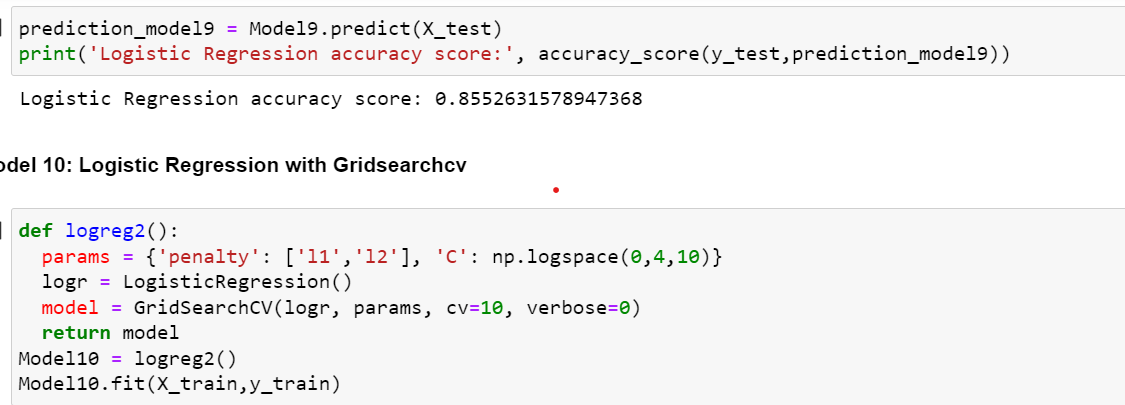 prediction_model9 = Model9.predict(X_test)
print('Logistic Regression accuracy score:', accuracy_score(y_test,prediction_model9))
Logistic Regression accuracy score: 0.8552631578947368
odel 10: Logistic Regression with Gridsearchcv
def logreg2():
  params = {'penalty': ['l1','l2'], 'C': np.logspace(0,4,10)}
  logr = LogisticRegression()
  model = GridSearchCV(logr, params, cv=10, verbose=0)
  return model
Model10 = logreg2()
Model10.fit(X_train,y_train)